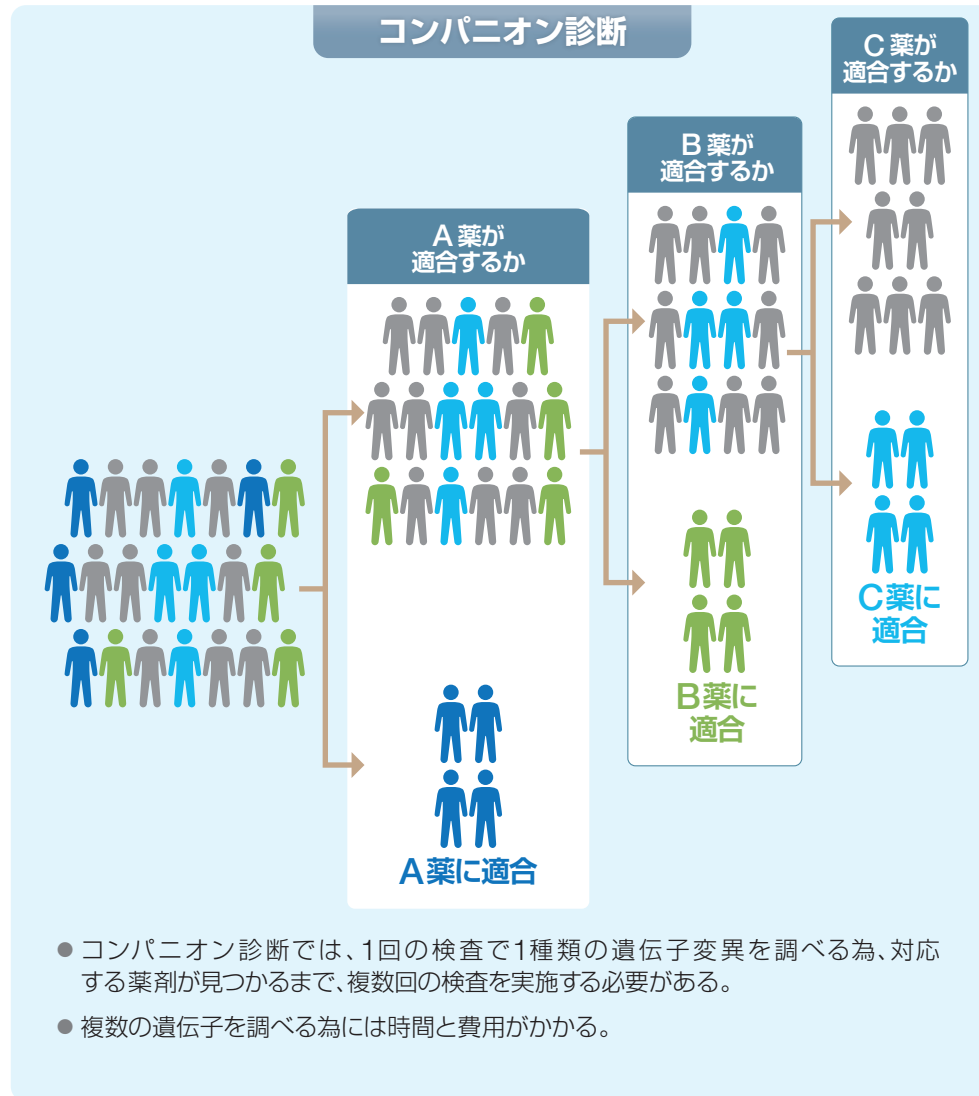 コンパニオン診断
A薬が
適合するか
A薬に適合
B薬が
適合するか
B薬に
適合
C薬が
適合するか
C薬に
適合
● コンパニオン診断では、1回の検査で1種類の遺伝子変異を調べる為、対応
する薬剤が見つかるまで、複数回の検査を実施する必要がある。
● 複数の遺伝子を調べる為には時間と費用がかかる。